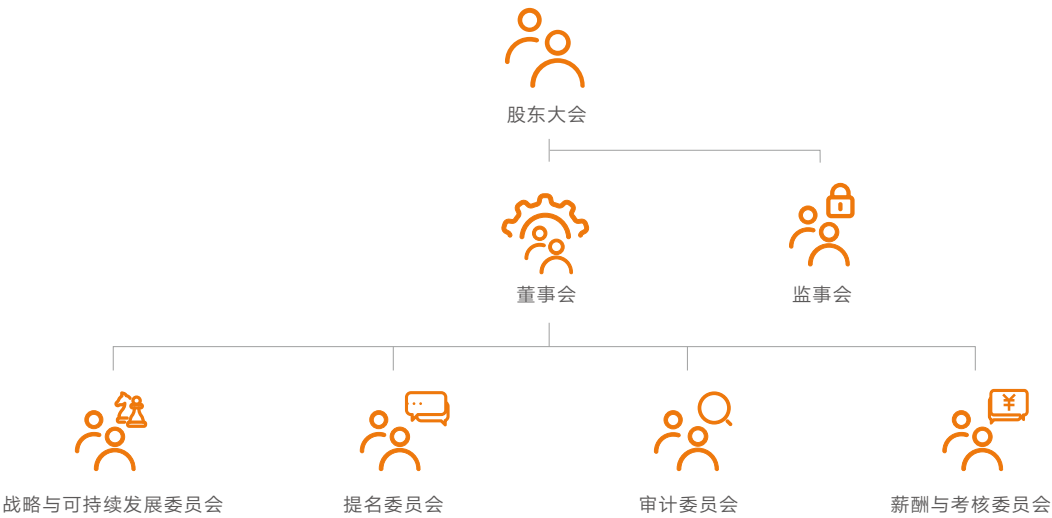 股东大会
董事会
监事会
战略与可持续发展委员会
提名委员会
审计委员会
薪酬与考核委员会